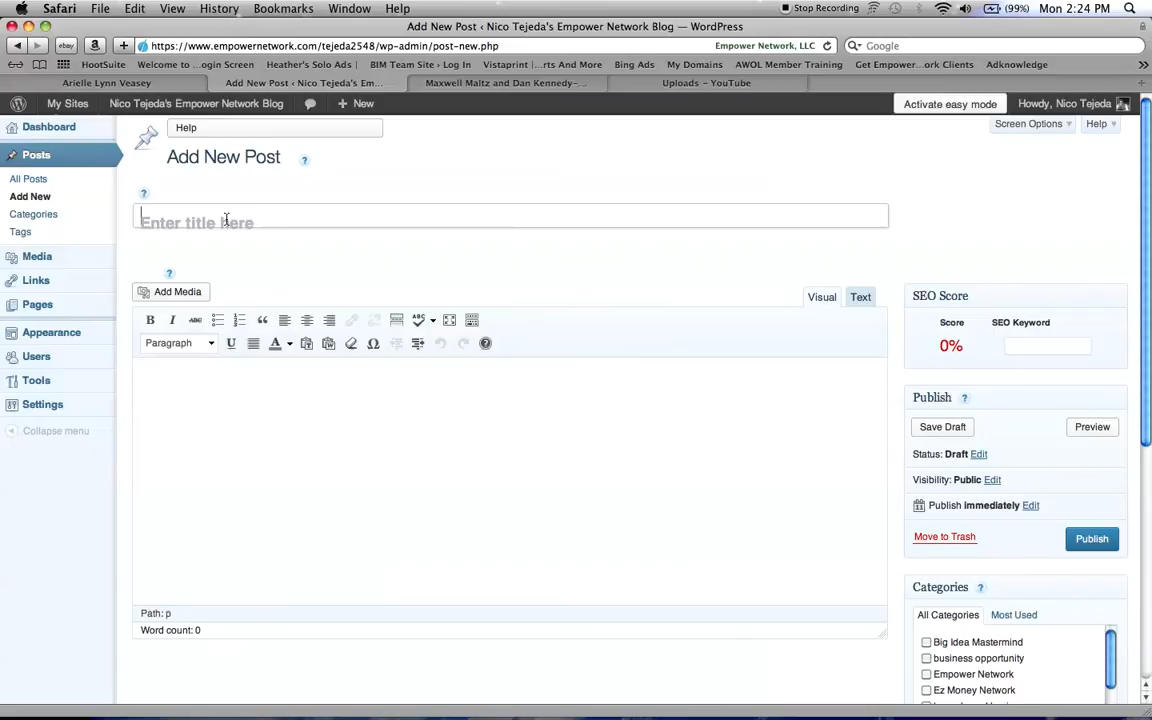 Safari File Edit View History Bookmarks Window Help Stop Recording (99%) Mon 2:24 PM
Add New Post ‹ Nico Tejeda's Empower Network Blog — WordPress
ebay a + https://www.empowernetwork.com/tejeda2548/wp-admin/post-new.php Empower Network, LLC Google
HootSuite Welcome to ...ogin Screen Heather's Solo Ads BIM Team Site › Log In Vistaprint |...rts And More Bing Ads My Domains AWOL Member Training Get Empower...ork Clients Adknowledge
Arielle Lynn Veasey Add New Post ‹ Nico Tejeda's Em... Maxwell Maltz and Dan Kennedy–... Uploads – YouTube
My Sites Nico Tejeda's Empower Network Blog + New Activate easy mode Howdy, Nico Tejeda
Dashboard
Posts
All Posts
Add New
Categories
Tags
Media
Links
Pages
Appearance
Users
Tools
Settings
Collapse menu
Help
Screen Options Help
Add New Post ?
?
Enter title here
?
Add Media
Visual Text
B I ABC ABC
Paragraph U A Ω ?
Path: p
Word count: 0
SEO Score
Score SEO Keyword
0%
Publish ?
Save Draft Preview
Status: Draft Edit
Visibility: Public Edit
Publish immediately Edit
Move to Trash Publish
Categories ?
All Categories Most Used
Big Idea Mastermind
business opportunity
Empower Network
Ez Money Network